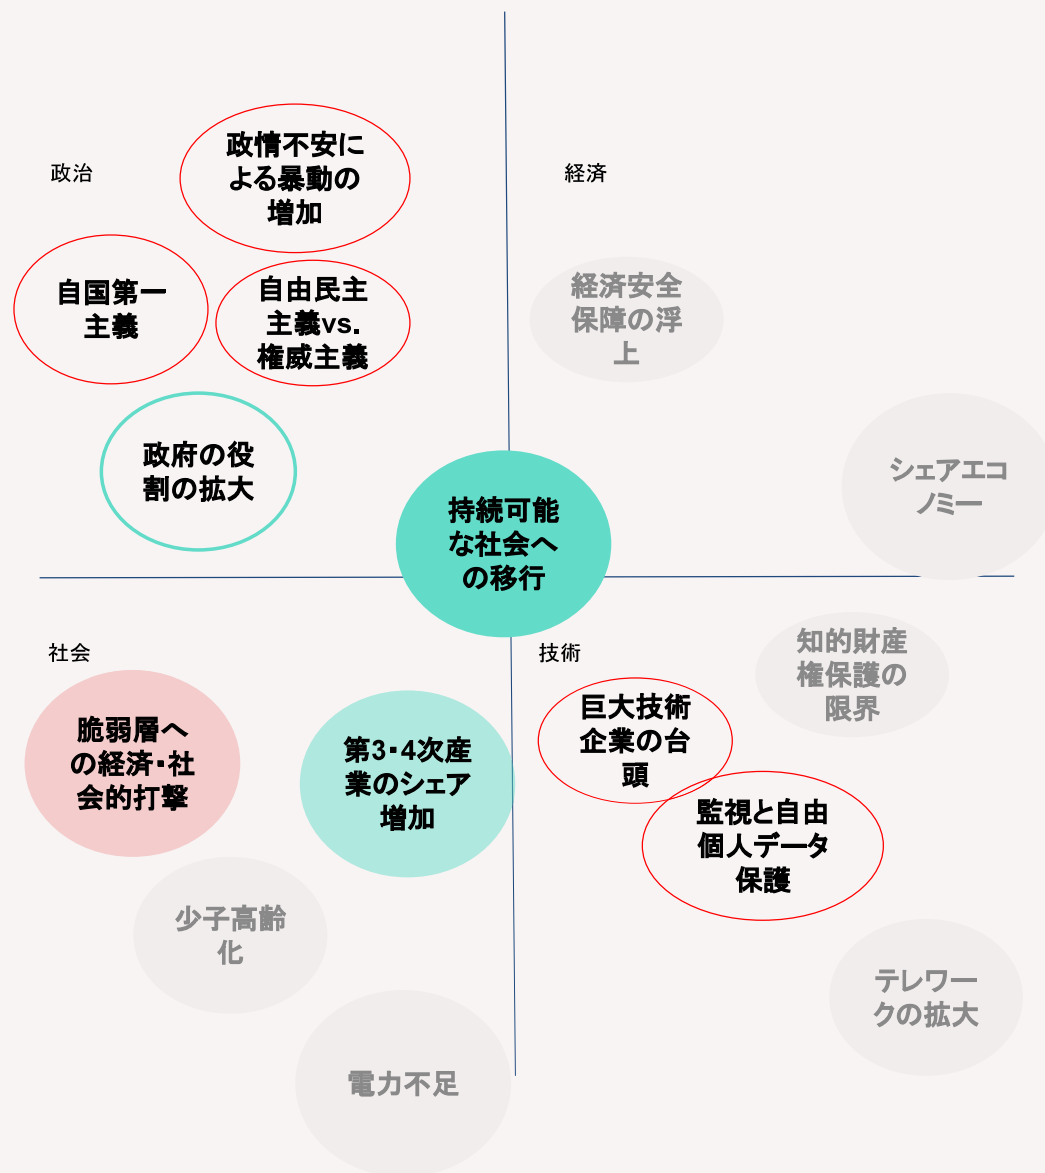 政治
政情不安に
よる暴動の
増加
自国第一
主義
自由民主
主義vs.
権威主義
政府の役
割の拡大
経済
経済安全
保障の浮
上
シェアエコ
ノミー
持続可能
な社会へ
の移行
社会
脆弱層へ
の経済・社
会的打撃
第3・4次産
業のシェア
増加
少子高齢
化
電力不足
技術
知的財産
権保護の
限界
巨大技術
企業の台
頭
監視と自由
個人データ
保護
テレワー
クの拡大